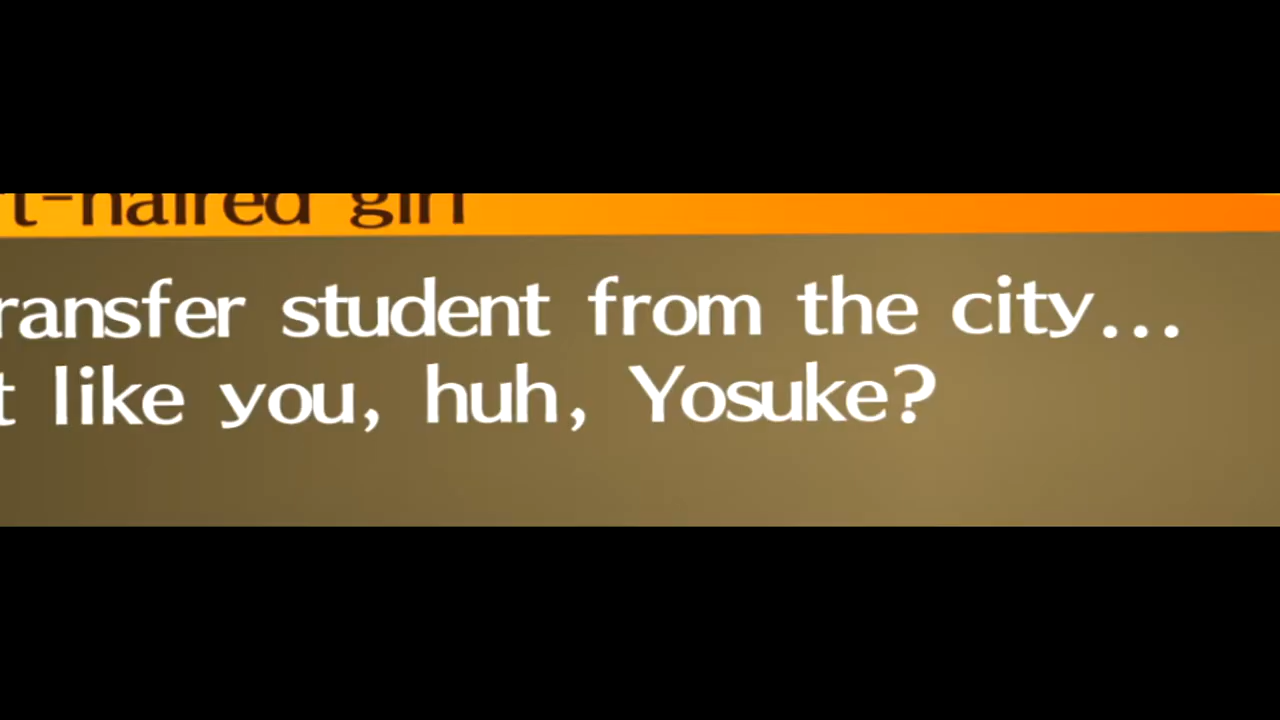 t-haired girl
ransfer student from the city...
t like you, huh, Yosuke?